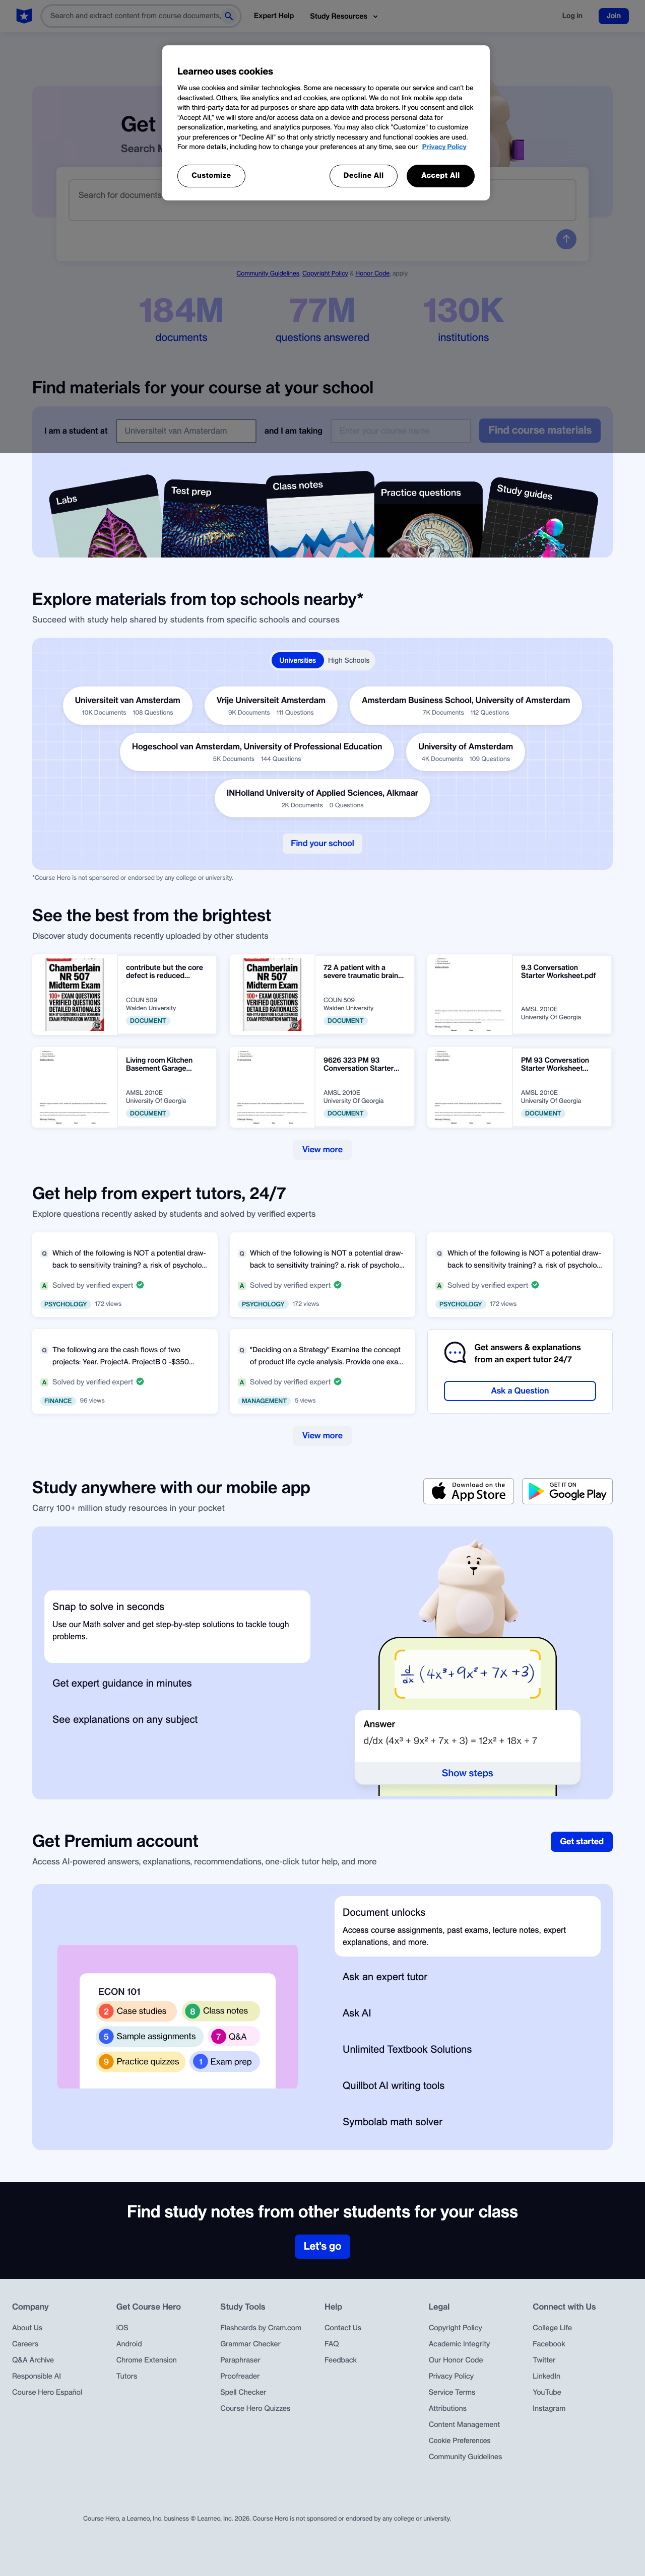 Search and extract content from course documents,
Expert Help
Study Resources
Log in
Join
Learneo uses cookies
We use cookies and similar technologies. Some are necessary to operate our service and can't be
deactivated. Others, like analytics and ad cookies, are optional. We do not link mobile app data
with third-party data for ad purposes or share app data with data brokers. If you consent and click
"Accept All," we will store and/or access data on a device and process personal data for
personalization, marketing, and analytics purposes. You may also click "Customize" to customize
your preferences or "Decline All" so that only strictly necessary and functional cookies are used.
For more details, including how to change your preferences at any time, see our Privacy Policy
Customize
Decline All
Accept All
Get
Search
Search for documents
Community Guidelines, Copyright Policy & Honor Code, apply.
184M
documents
77M
questions answered
130K
institutions
Find materials for your course at your school
I am a student at
Universiteit van Amsterdam
and I am taking
Enter your course name
Find course materials
Labs
Test prep
Class notes
Practice questions
Study guides
Explore materials from top schools nearby*
Succeed with study help shared by students from specific schools and courses
Universities
High Schools
Universiteit van Amsterdam
10K Documents 108 Questions
Vrije Universiteit Amsterdam
9K Documents 111 Questions
Amsterdam Business School, University of Amsterdam
7K Documents 112 Questions
Hogeschool van Amsterdam, University of Professional Education
5K Documents 144 Questions
University of Amsterdam
4K Documents 109 Questions
INHolland University of Applied Sciences, Alkmaar
2K Documents 0 Questions
Find your school
*Course Hero is not sponsored or endorsed by any college or university.
See the best from the brightest
Discover study documents recently uploaded by other students
Chamberlain
NR 507
Midterm Exam
100+ EXAM QUESTIONS
VERIFIED QUESTIONS
DETAILED RATIONALES
EXAM PREPARATION MATERIAL
contribute but the core
defect is reduced...
COUN 509
Walden University
DOCUMENT
Chamberlain
NR 507
Midterm Exam
100+ EXAM QUESTIONS
VERIFIED QUESTIONS
DETAILED RATIONALES
EXAM PREPARATION MATERIAL
72 A patient with a
severe traumatic brain...
COUN 509
Walden University
DOCUMENT
9.3 Conversation
Starter Worksheet.pdf
AMSL 2010E
University Of Georgia
Living room Kitchen
Basement Garage...
AMSL 2010E
University Of Georgia
DOCUMENT
9626 323 PM 93
Conversation Starter...
AMSL 2010E
University Of Georgia
DOCUMENT
PM 93 Conversation
Starter Worksheet...
AMSL 2010E
University Of Georgia
DOCUMENT
View more
Get help from expert tutors, 24/7
Explore questions recently asked by students and solved by verified experts
Q Which of the following is NOT a potential draw-
back to sensitivity training? a. risk of psycholo...
A Solved by verified expert
PSYCHOLOGY 172 views
Q Which of the following is NOT a potential draw-
back to sensitivity training? a. risk of psycholo...
A Solved by verified expert
PSYCHOLOGY 172 views
Q Which of the following is NOT a potential draw-
back to sensitivity training? a. risk of psycholo...
A Solved by verified expert
PSYCHOLOGY 172 views
Q The following are the cash flows of two
projects: Year. ProjectA. ProjectB 0 -$350...
A Solved by verified expert
FINANCE 96 views
Q "Deciding on a Strategy" Examine the concept
of product life cycle analysis. Provide one exa...
A Solved by verified expert
MANAGEMENT 5 views
Get answers & explanations
from an expert tutor 24/7
Ask a Question
View more
Study anywhere with our mobile app
Carry 100+ million study resources in your pocket
Download on the
App Store
GET IT ON
Google Play
Snap to solve in seconds
Use our Math solver and get step-by-step solutions to tackle tough
problems.
Get expert guidance in minutes
See explanations on any subject
d/dx (4x³ + 9x² + 7x + 3)
Answer
d/dx (4x³ + 9x² + 7x + 3) = 12x² + 18x + 7
Show steps
Get Premium account
Access AI-powered answers, explanations, recommendations, one-click tutor help, and more
Get started
ECON 101
2 Case studies
8 Class notes
5 Sample assignments
7 Q&A
9 Practice quizzes
1 Exam prep
Document unlocks
Access course assignments, past exams, lecture notes, expert
explanations, and more.
Ask an expert tutor
Ask AI
Unlimited Textbook Solutions
Quillbot AI writing tools
Symbolab math solver
Find study notes from other students for your class
Let's go
Company
About Us
Careers
Q&A Archive
Responsible AI
Course Hero Español
Get Course Hero
iOS
Android
Chrome Extension
Tutors
Study Tools
Flashcards by Cram.com
Grammar Checker
Paraphraser
Proofreader
Spell Checker
Course Hero Quizzes
Help
Contact Us
FAQ
Feedback
Legal
Copyright Policy
Academic Integrity
Our Honor Code
Privacy Policy
Service Terms
Attributions
Content Management
Cookie Preferences
Community Guidelines
Connect with Us
College Life
Facebook
Twitter
LinkedIn
YouTube
Instagram
Course Hero, a Learneo, Inc. business © Learneo, Inc. 2026. Course Hero is not sponsored or endorsed by any college or university.